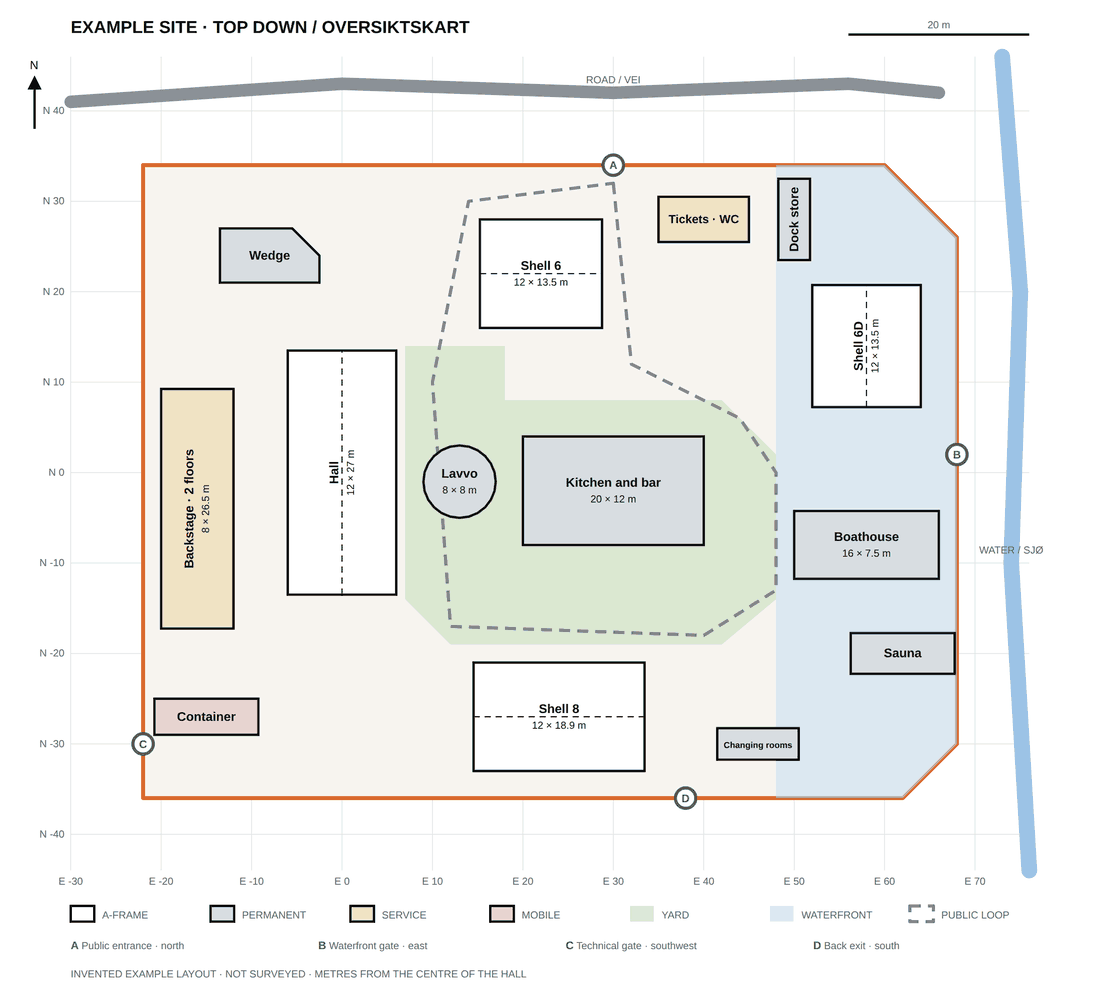 EXAMPLE SITE · TOP DOWN / OVERSIKTSKART
20 m
N
ROAD / VEI
N 40
A
N 30
Tickets · WC
Dock store
Wedge
Shell 6
12 × 13.5 m
N 20
Shell 6D
12 × 13.5 m
N 10
Hall
12 × 27 m
Lavvo
8 × 8 m
Kitchen and bar
20 × 12 m
B
N 0
Backstage · 2 floors
8 × 26.5 m
Boathouse
16 × 7.5 m
WATER / SJØ
N -10
Sauna
N -20
Container
Shell 8
12 × 18.9 m
Changing rooms
C
N -30
D
N -40
E -30 E -20 E -10 E 0 E 10 E 20 E 30 E 40 E 50 E 60 E 70
A-FRAME PERMANENT SERVICE MOBILE YARD WATERFRONT PUBLIC LOOP
A Public entrance · north B Waterfront gate · east C Technical gate · southwest D Back exit · south
INVENTED EXAMPLE LAYOUT · NOT SURVEYED · METRES FROM THE CENTRE OF THE HALL